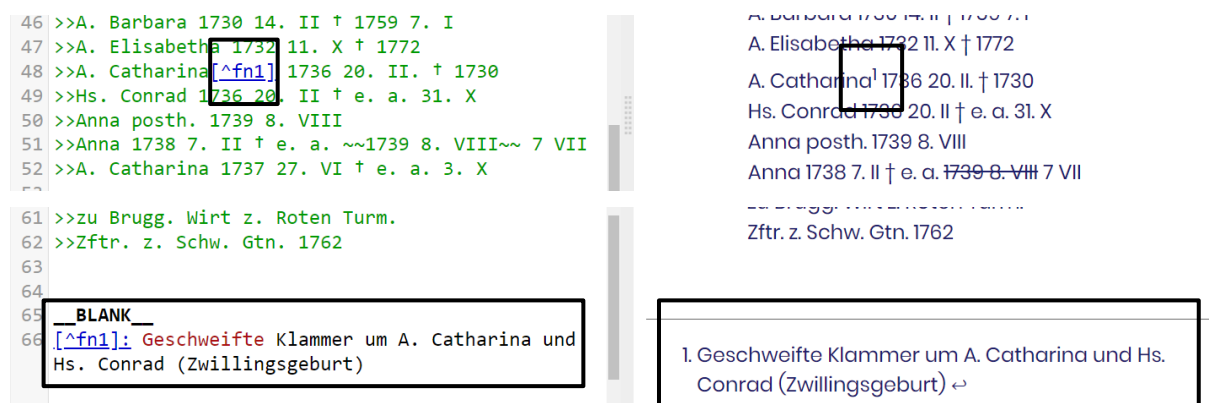 46 >>A. Barbara 1730 14. II † 1759 7. I
47 >>A. Elisabetha 1732 11. X † 1772
48 >>A. Catharina[^fn1] 1736 20. II. † 1730
49 >>Hs. Conrad 1736 20. II † e. a. 31. X
50 >>Anna posth. 1739 8. VIII
51 >>Anna 1738 7. II † e. a. ~~1739 8. VIII~~ 7 VII
52 >>A. Catharina 1737 27. VI † e. a. 3. X
61 >>zu Brugg. Wirt z. Roten Turm.
62 >>Zftr. z. Schw. Gtn. 1762
63
64
65 __BLANK__
66 [^fn1]: Geschweifte Klammer um A. Catharina und
Hs. Conrad (Zwillingsgeburt)
A. Barbara 1730 14. II † 1759 7. I
A. Elisabetha 1732 11. X † 1772
A. Catharina¹ 1736 20. II. † 1730
Hs. Conrad 1736 20. II † e. a. 31. X
Anna posth. 1739 8. VIII
Anna 1738 7. II † e. a. 1739 8. VIII 7 VII
Zftr. z. Schw. Gtn. 1762
1. Geschweifte Klammer um A. Catharina und Hs.
Conrad (Zwillingsgeburt) ↩